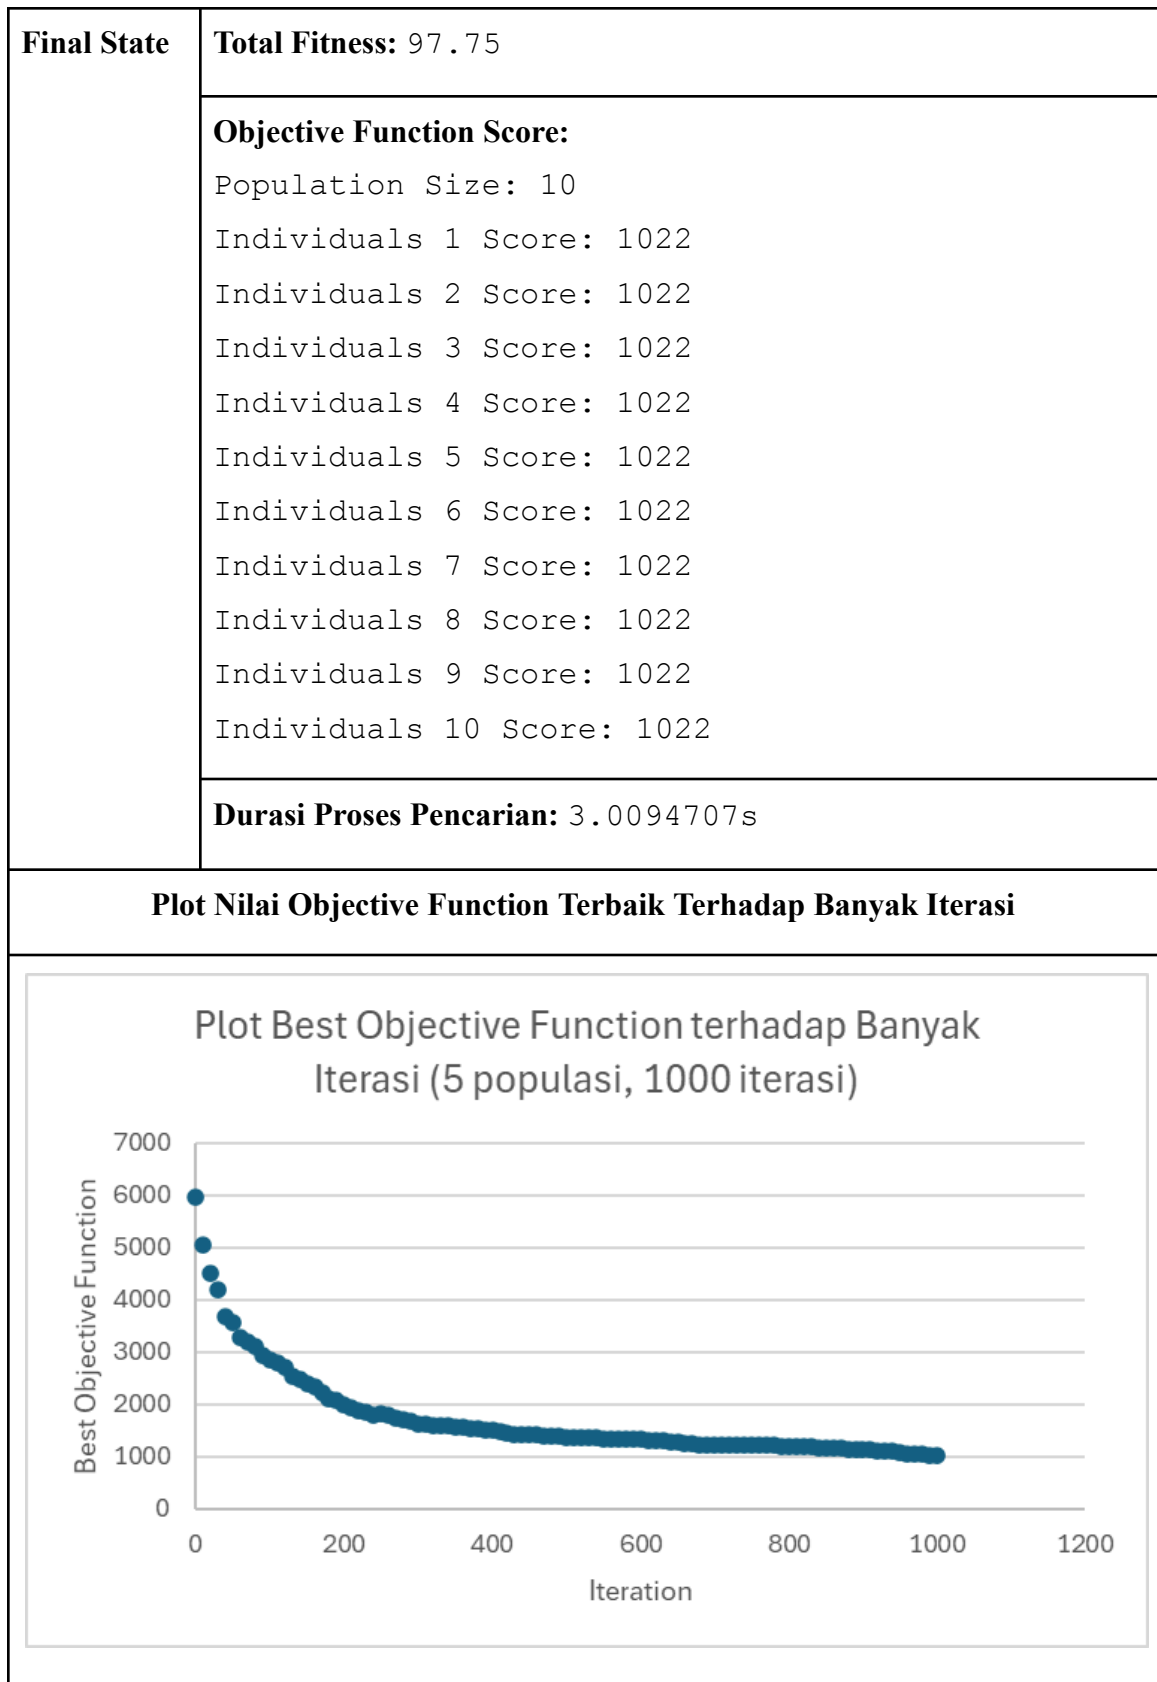 Final State
Total Fitness: 97.75
Objective Function Score:
Population Size: 10
Individuals 1 Score: 1022
Individuals 2 Score: 1022
Individuals 3 Score: 1022
Individuals 4 Score: 1022
Individuals 5 Score: 1022
Individuals 6 Score: 1022
Individuals 7 Score: 1022
Individuals 8 Score: 1022
Individuals 9 Score: 1022
Individuals 10 Score: 1022
Durasi Proses Pencarian: 3.0094707s
Plot Nilai Objective Function Terbaik Terhadap Banyak Iterasi
Plot Best Objective Function terhadap Banyak
Iterasi (5 populasi, 1000 iterasi)
Best Objective Function
7000
6000
5000
4000
3000
2000
1000
0
0 200 400 600 800 1000 1200
Iteration